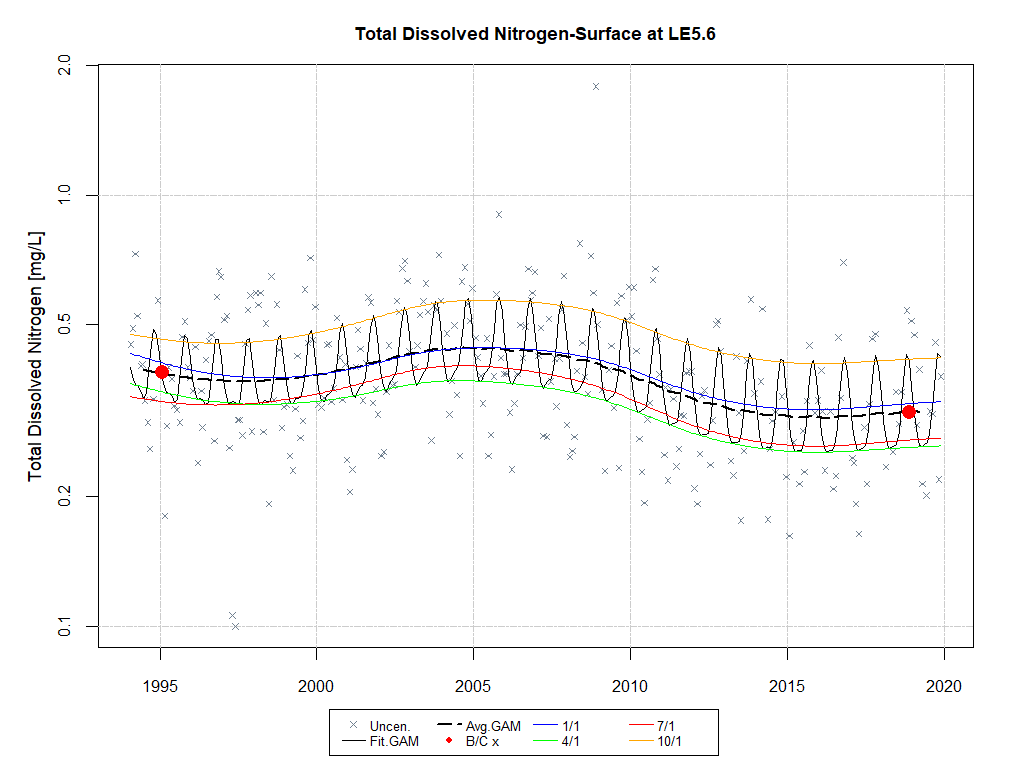 Total Dissolved Nitrogen-Surface at LE5.6
Total Dissolved Nitrogen [mg/L]
2.0
1.0
0.5
0.2
0.1
1995 2000 2005 2010 2015 2020
Uncen. Avg.GAM 1/1 7/1
Fit.GAM B/C x 4/1 10/1